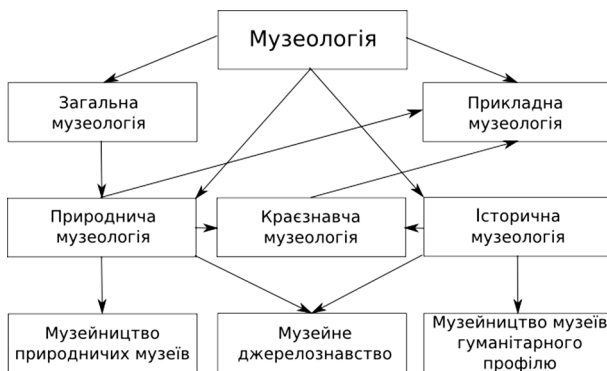 Музеологія
Загальна
музеологія
Прикладна
музеологія
Природнича
музеологія
Краєзнавча
музеологія
Історична
музеологія
Музейництво
природничих музеїв
Музейне
джерелознавство
Музейництво музеїв
гуманітарного
профілю